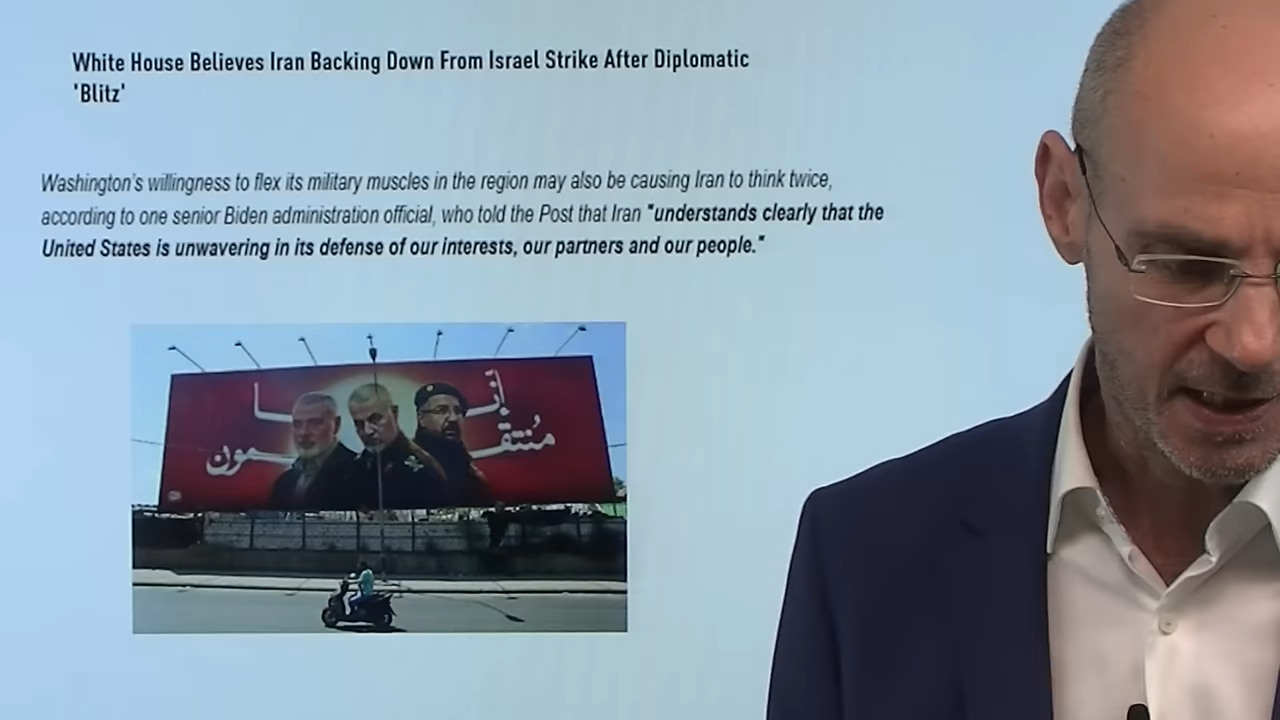 White House Believes Iran Backing Down From Israel Strike After Diplomatic
'Blitz'
Washington's willingness to flex its military muscles in the region may also be causing Iran to think twice,
according to one senior Biden administration official, who told the Post that Iran "understands clearly that the
United States is unwavering in its defense of our interests, our partners and our people."
إنا
مُنتقمون